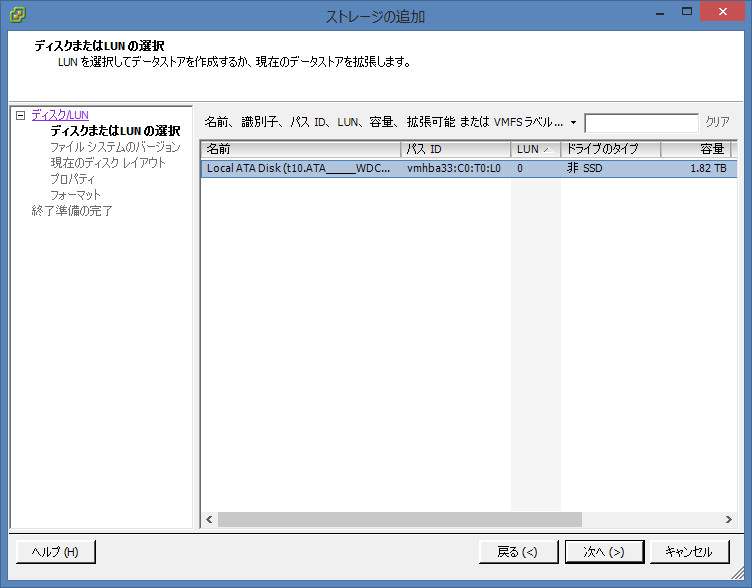 ストレージの追加
ディスクまたはLUN の選択
LUN を選択してデータストアを作成するか、現在のデータストアを拡張します。
ディスク/LUN
ディスクまたはLUN の選択
ファイル システムのバージョン
現在のディスク レイアウト
プロパティ
フォーマット
終了準備の完了
名前、識別子、パス ID、LUN、容量、拡張可能 または VMFSラベル... クリア
名前 パス ID LUN ドライブのタイプ 容量
Local ATA Disk (t10.ATA_____WDC... vmhba33:C0:T0:L0 0 非 SSD 1.82 TB
ヘルプ (H) 戻る (<) 次へ (>) キャンセル